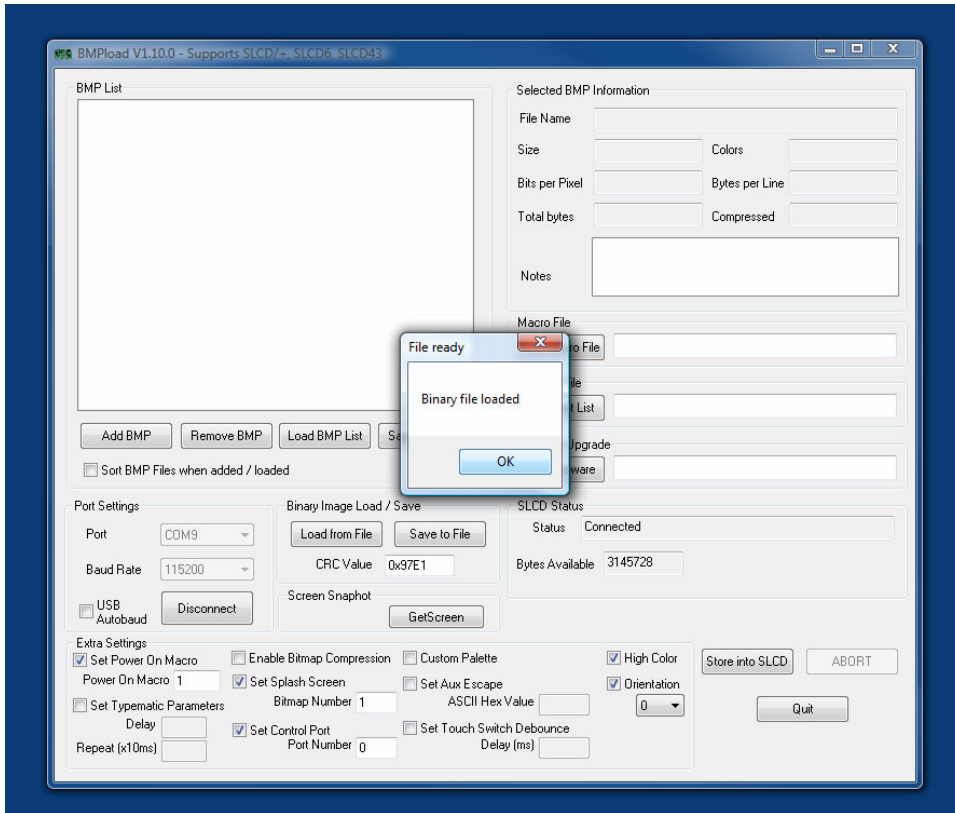 BMPload V1.10.0 - Supports SLCD/+, SLCD6, SLCD43
BMP List
Selected BMP Information
File Name
Size
Colors
Bits per Pixel
Bytes per Line
Total bytes
Compressed
Notes
Macro File
ro File
File ready
Binary file loaded
OK
ile
t List
Add BMP
Remove BMP
Load BMP List
Sa
Upgrade
ware
Sort BMP Files when added / loaded
Port Settings
Port
COM9
Baud Rate
115200
USB
Autobaud
Disconnect
Binary Image Load / Save
Load from File
Save to File
CRC Value
0x97E1
Screen Snaphot
GetScreen
SLCD Status
Status
Connected
Bytes Available
3145728
Extra Settings
Set Power On Macro
Power On Macro
1
Set Typematic Parameters
Delay
Repeat (x10ms)
Enable Bitmap Compression
Set Splash Screen
Bitmap Number
1
Set Control Port
Port Number
0
Custom Palette
Set Aux Escape
ASCII Hex Value
Set Touch Switch Debounce
Delay (ms)
High Color
Orientation
0
Store into SLCD
ABORT
Quit